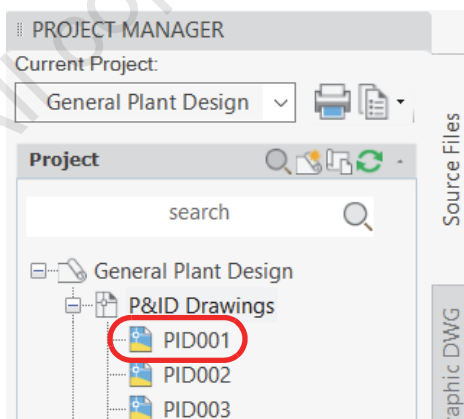 PROJECT MANAGER
Current Project:
General Plant Design
Project
search
General Plant Design
P&ID Drawings
PID001
PID002
PID003
Source Files
DWG